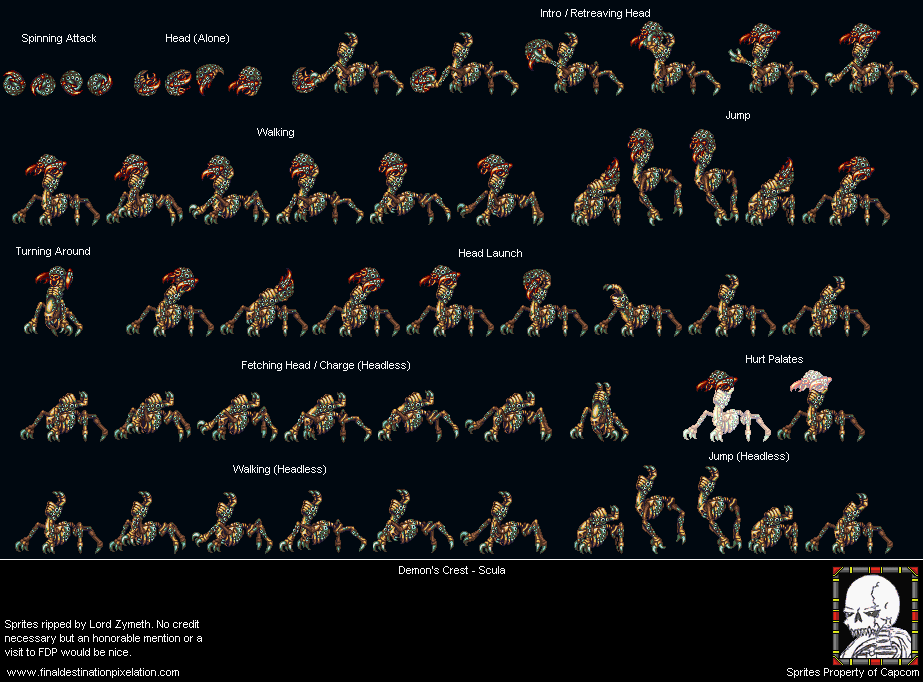 Intro / Retreaving Head
Spinning Attack
Head (Alone)
Jump
Walking
Turning Around
Head Launch
Hurt Palates
Fetching Head / Charge (Headless)
Jump (Headless)
Walking (Headless)
Demon's Crest - Scula
Sprites ripped by Lord Zymeth. No credit
necessary but an honorable mention or a
visit to FDP would be nice.
www.finaldestinationpixelation.com
Sprites Property of Capcom